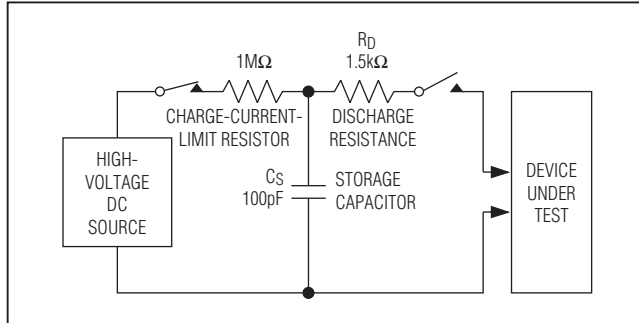 R_D
1MΩ
1.5kΩ
CHARGE-CURRENT-
LIMIT RESISTOR
DISCHARGE
RESISTANCE
HIGH-
VOLTAGE
DC
SOURCE
C_S
100pF
STORAGE
CAPACITOR
DEVICE
UNDER
TEST